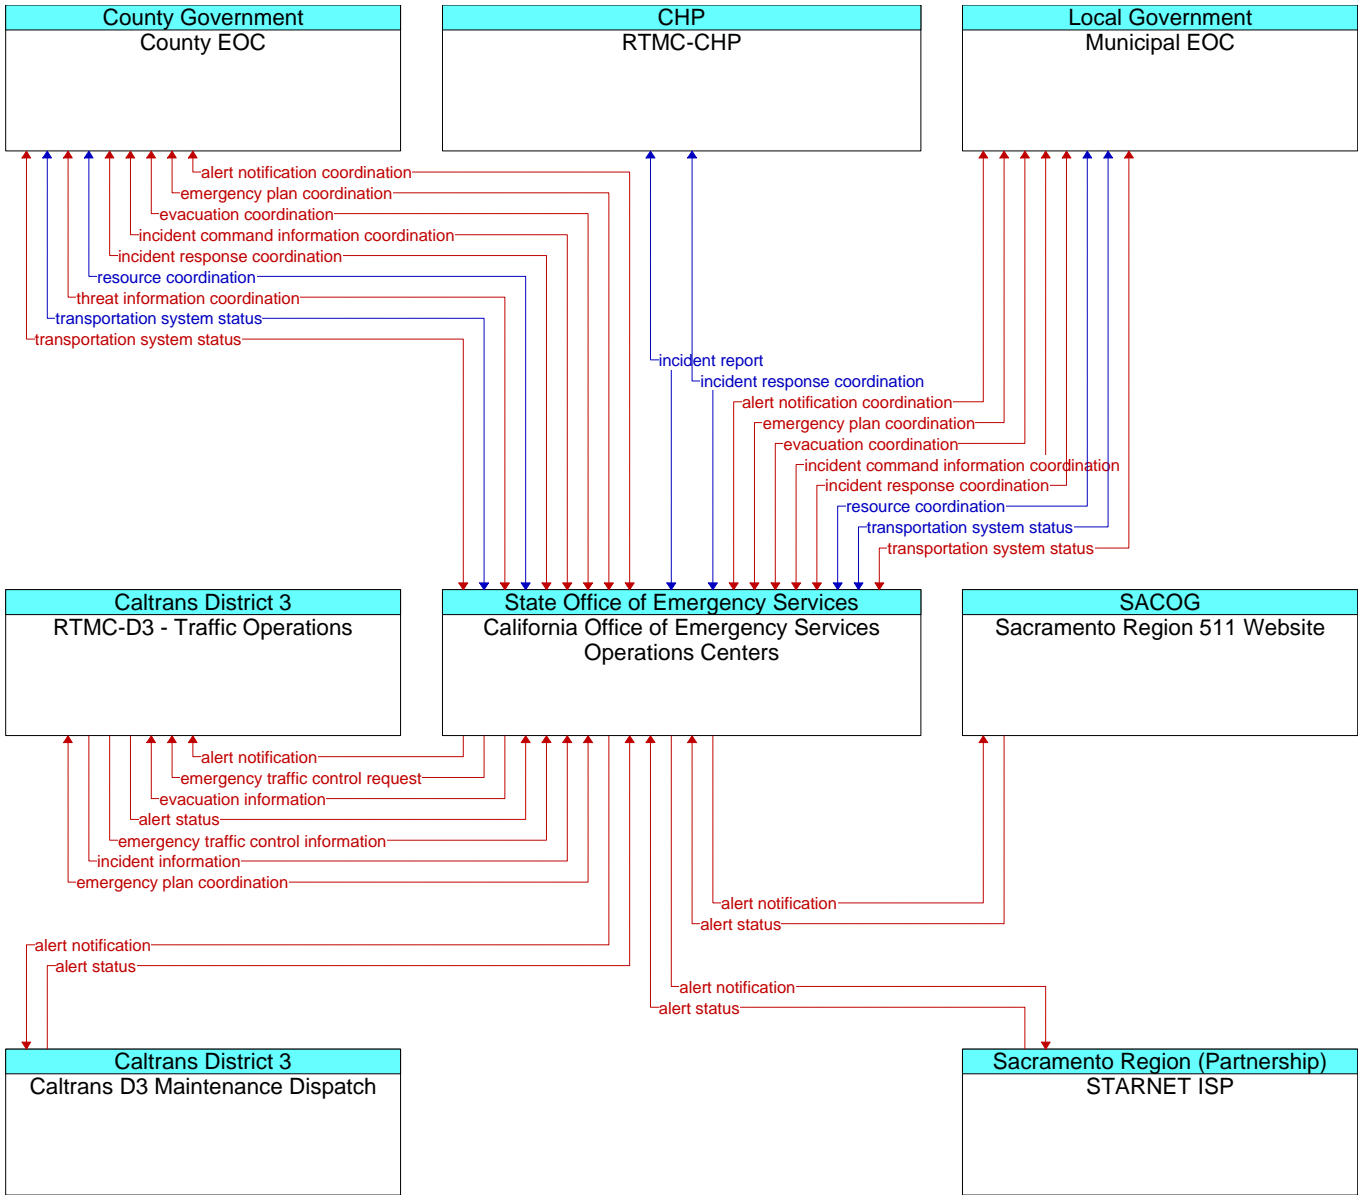 County Government
County EOC
CHP
RTMC-CHP
Local Government
Municipal EOC
alert notification coordination
emergency plan coordination
evacuation coordination
incident command information coordination
incident response coordination
resource coordination
threat information coordination
transportation system status
transportation system status
incident report
incident response coordination
alert notification coordination
emergency plan coordination
evacuation coordination
incident command information coordination
incident response coordination
resource coordination
transportation system status
transportation system status
Caltrans District 3
RTMC-D3 - Traffic Operations
State Office of Emergency Services
California Office of Emergency Services
Operations Centers
SACOG
Sacramento Region 511 Website
alert notification
emergency traffic control request
evacuation information
alert status
emergency traffic control information
incident information
emergency plan coordination
alert notification
alert status
alert notification
alert status
alert notification
alert status
Caltrans District 3
Caltrans D3 Maintenance Dispatch
Sacramento Region (Partnership)
STARNET ISP